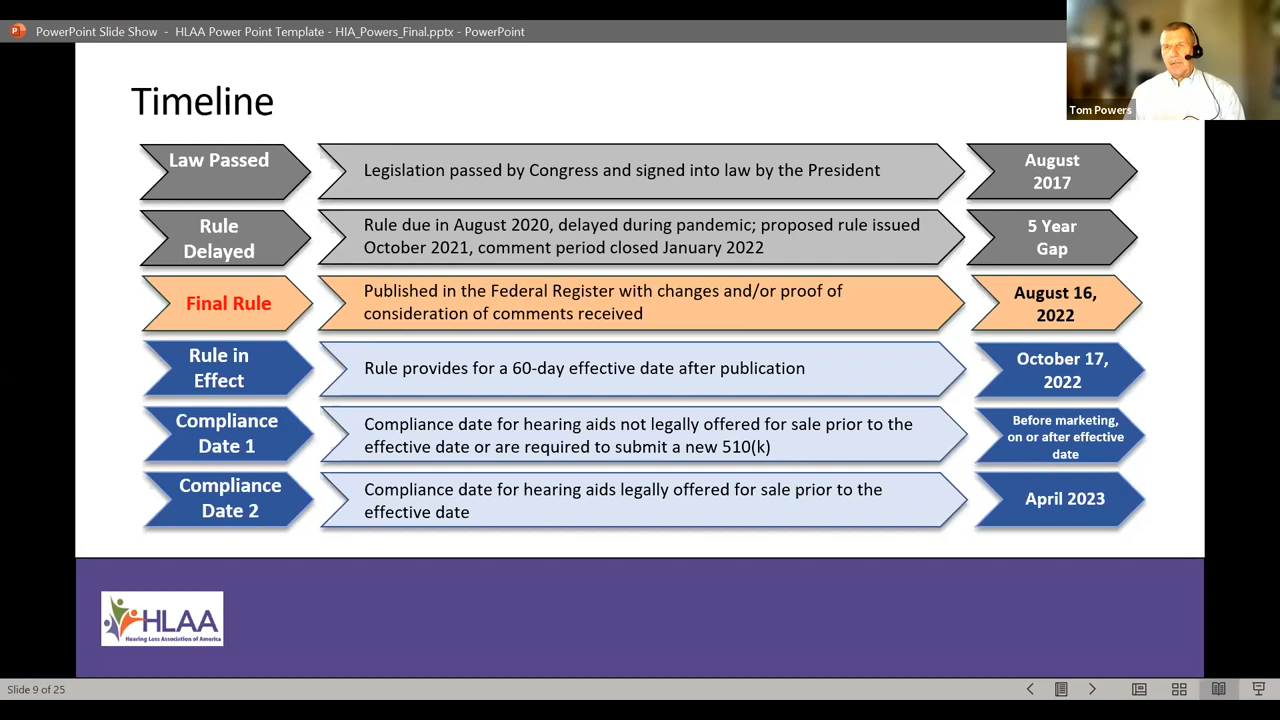 PowerPoint Slide Show - HLAA Power Point Template - HIA_Powers_Final.pptx - PowerPoint
Tom Powers
Timeline
Law Passed
Legislation passed by Congress and signed into law by the President
August
2017
Rule
Delayed
Rule due in August 2020, delayed during pandemic; proposed rule issued
October 2021, comment period closed January 2022
5 Year
Gap
Final Rule
Published in the Federal Register with changes and/or proof of
consideration of comments received
August 16,
2022
Rule in
Effect
Rule provides for a 60-day effective date after publication
October 17,
2022
Compliance
Date 1
Compliance date for hearing aids not legally offered for sale prior to the
effective date or are required to submit a new 510(k)
Before marketing,
on or after effective
date
Compliance
Date 2
Compliance date for hearing aids legally offered for sale prior to the
effective date
April 2023
HLAA
Hearing Loss Association of America
Slide 9 of 25